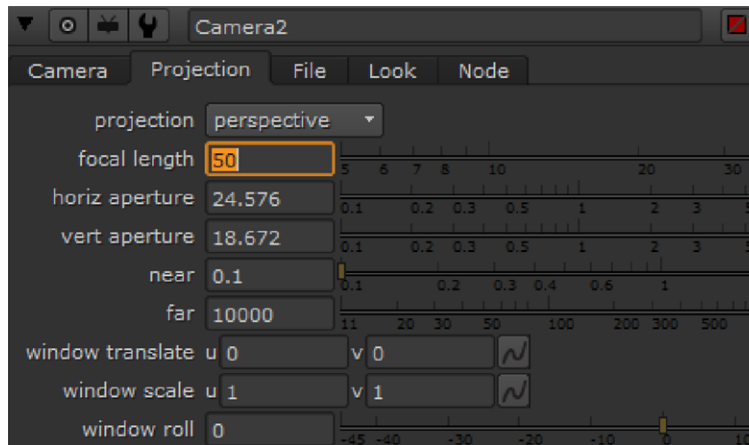 Camera2
Camera Projection File Look Node
projection perspective
focal length 50 5 6 7 8 10 20 30
horiz aperture 24.576 0.1 0.2 0.3 0.5 1 2 3
vert aperture 18.672 0.1 0.2 0.3 0.5 1 2 3
near 0.1 0.1 0.2 0.3 0.4 0.6 1
far 10000 11 20 30 50 100 200 300 500
window translate u 0 v 0
window scale u 1 v 1
window roll 0 -45 -40 -30 -20 -10 0 10